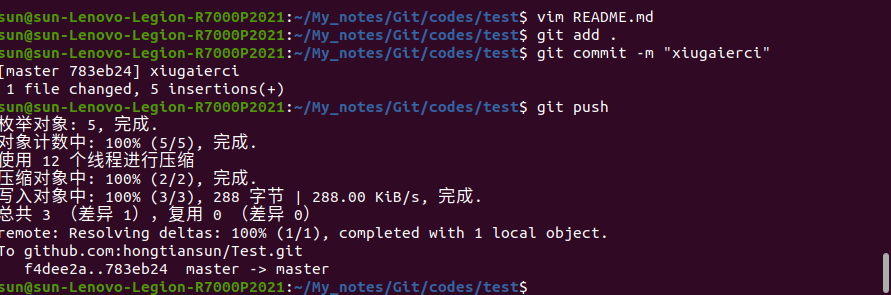 sun@sun-Lenovo-Legion-R7000P2021:~/My_notes/Git/codes/test$ vim README.md
sun@sun-Lenovo-Legion-R7000P2021:~/My_notes/Git/codes/test$ git add .
sun@sun-Lenovo-Legion-R7000P2021:~/My_notes/Git/codes/test$ git commit -m "xiugaierci"
[master 783eb24] xiugaierci
1 file changed, 5 insertions(+)
sun@sun-Lenovo-Legion-R7000P2021:~/My_notes/Git/codes/test$ git push
枚举对象: 5, 完成.
对象计数中: 100% (5/5), 完成.
使用 12 个线程进行压缩
压缩对象中: 100% (2/2), 完成.
写入对象中: 100% (3/3), 288 字节 | 288.00 KiB/s, 完成.
总共 3 （差异 1），复用 0 （差异 0）
remote: Resolving deltas: 100% (1/1), completed with 1 local object.
To github.com:hongtiansun/Test.git
f4dee2a..783eb24  master -> master
sun@sun-Lenovo-Legion-R7000P2021:~/My_notes/Git/codes/test$